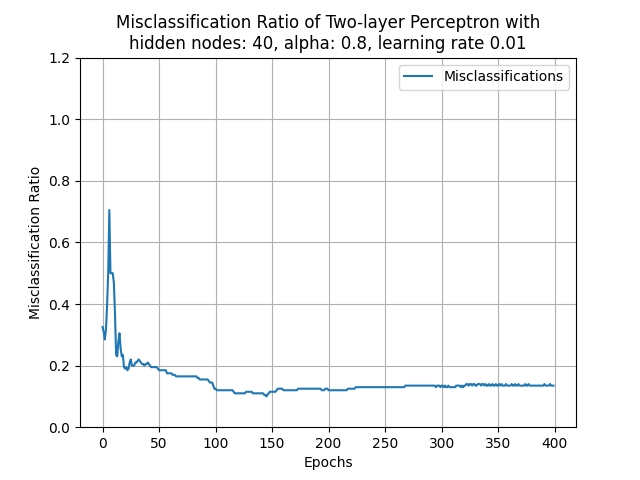 Misclassification Ratio of Two-layer Perceptron with
hidden nodes: 40, alpha: 0.8, learning rate 0.01
Misclassifications
1.2
1.0
0.8
0.6
0.4
0.2
0.0
Misclassification Ratio
0 50 100 150 200 250 300 350 400
Epochs